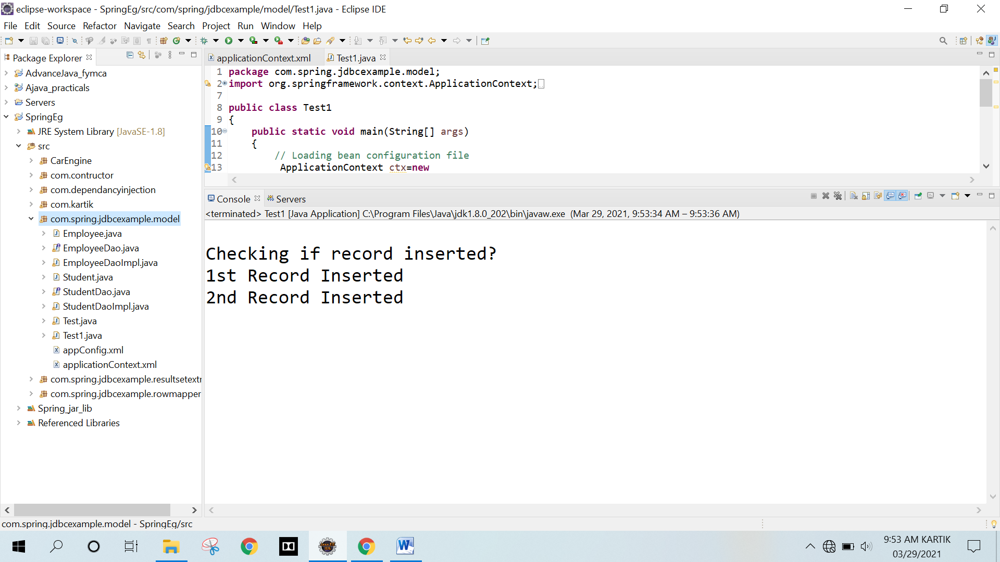 eclipse-workspace - SpringEg/src/com/spring/jdbcexample/model/Test1.java - Eclipse IDE
File Edit Source Refactor Navigate Search Project Run Window Help
Package Explorer
AdvanceJava_fymca
Ajava_practicals
Servers
SpringEg
JRE System Library [JavaSE-1.8]
src
CarEngine
com.contructor
com.dependancyinjection
com.kartik
com.spring.jdbcexample.model
Employee.java
EmployeeDao.java
EmployeeDaoImpl.java
Student.java
StudentDao.java
StudentDaoImpl.java
Test.java
Test1.java
appConfig.xml
applicationContext.xml
com.spring.jdbcexample.resultsetextr
com.spring.jdbcexample.rowmapper
Spring_jar_lib
Referenced Libraries
applicationContext.xml Test1.java
1 package com.spring.jdbcexample.model;
2 import org.springframework.context.ApplicationContext;
7
8 public class Test1
9 {
10 public static void main(String[] args)
11 {
12 // Loading bean configuration file
13 ApplicationContext ctx=new
Console Servers
<terminated> Test1 [Java Application] C:\Program Files\Java\jdk1.8.0_202\bin\javaw.exe (Mar 29, 2021, 9:53:34 AM – 9:53:36 AM)
Checking if record inserted?
1st Record Inserted
2nd Record Inserted
com.spring.jdbcexample.model - SpringEg/src
Java EE
IDE
W
9:53 AM KARTIK
03/29/2021